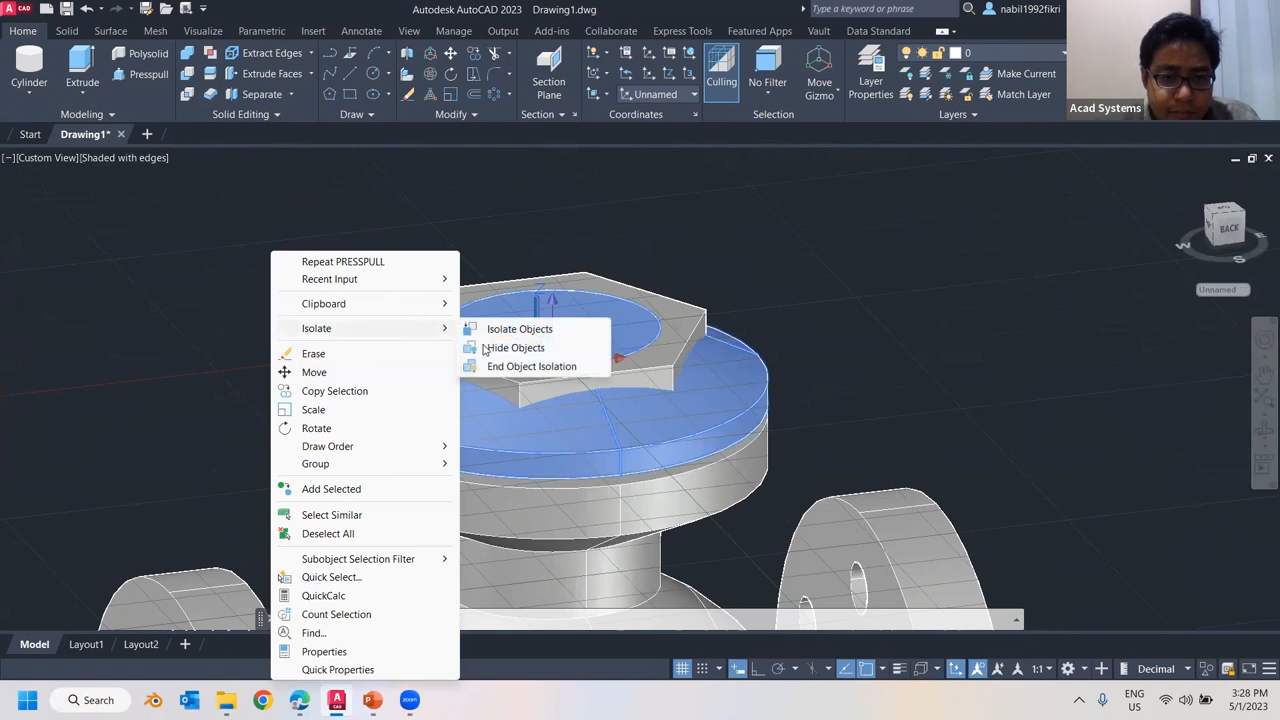 CAD
Share
Autodesk AutoCAD 2023 Drawing1.dwg
Type a keyword or phrase
nabil1992fikri
Home Solid Surface Mesh Visualize Parametric Insert Annotate View Manage Output Add-ins Collaborate Express Tools Featured Apps Vault Data Standard
Cylinder
Extrude
Polysolid
Presspull
Modeling
Extract Edges
Extrude Faces
Separate
Solid Editing
Draw
Modify
Section
Plane
Section
Unnamed
Coordinates
Culling
No Filter
Move
Gizmo
Selection
Layer
Properties
0
Make Current
Match Layer
Layers
Acad Systems
Start
Drawing1*
[−][Custom View][Shaded with edges]
BACK
W
E
S
Unnamed
Z
Repeat PRESSPULL
Recent Input
Clipboard
Isolate
Isolate Objects
Hide Objects
End Object Isolation
Erase
Move
Copy Selection
Scale
Rotate
Draw Order
Group
Add Selected
Select Similar
Deselect All
Subobject Selection Filter
Quick Select...
QuickCalc
Count Selection
Find...
Properties
Quick Properties
Model Layout1 Layout2
1:1
Decimal
Search
ENG
US
3:28 PM
5/1/2023
zoom